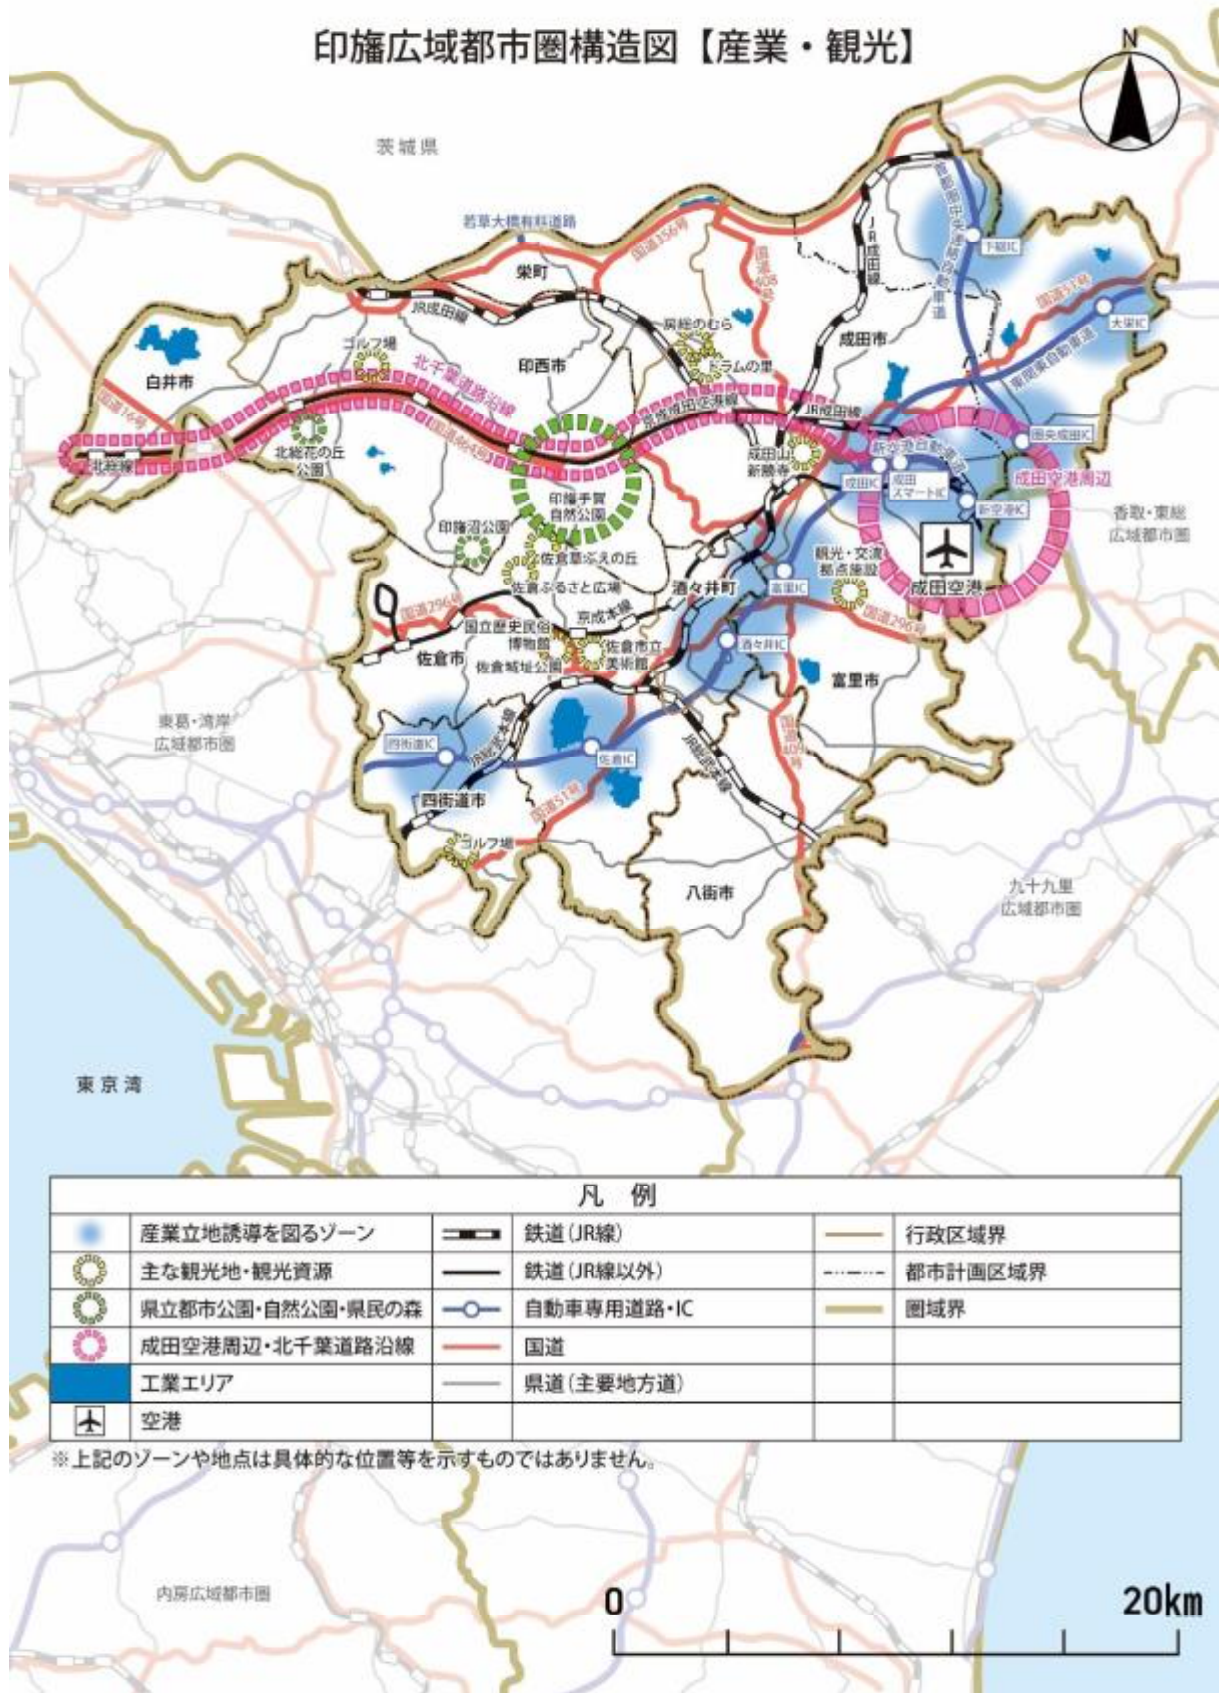 印旛広域都市圏構造図【産業・観光】
N
茨城県
若草大橋有料道路
国道356号
栄町
国道408号
JR成田線
首都圏中央連絡自動車道
下総IC
国道51号
大栄IC
東関東自動車道
JR成田線
房総のむら
ドラムの里
成田市
ゴルフ場
印西市
白井市
北千葉道路沿線
国道16号
京成成田空港線
JR成田線
国道464号
北総線
北総花の丘
公園
成田山
新勝寺
新空港自動車道
圏央成田IC
成田IC
成田
スマートIC
成田空港周辺
新空港IC
印旛手賀
自然公園
香取・東総
広域都市圏
印旛沼公園
佐倉草ぶえの丘
佐倉ふるさと広場
観光・交流
拠点施設
成田空港
酒々井町
富里IC
国道296号
国道296号
京成本線
国立歴史民俗
博物館
佐倉市立
美術館
佐倉城址公園
佐倉市
酒々井IC
富里市
東葛・湾岸
広域都市圏
国道409号
四街道IC
JR総武本線
佐倉IC
JR総武本線
四街道市
国道51号
ゴルフ場
八街市
九十九里
広域都市圏
東京湾
凡 例
産業立地誘導を図るゾーン
鉄道(JR線)
行政区域界
主な観光地・観光資源
鉄道(JR線以外)
都市計画区域界
県立都市公園・自然公園・県民の森
自動車専用道路・IC
圏域界
成田空港周辺・北千葉道路沿線
国道
工業エリア
県道(主要地方道)
空港
※上記のゾーンや地点は具体的な位置等を示すものではありません。
内房広域都市圏
0
20km